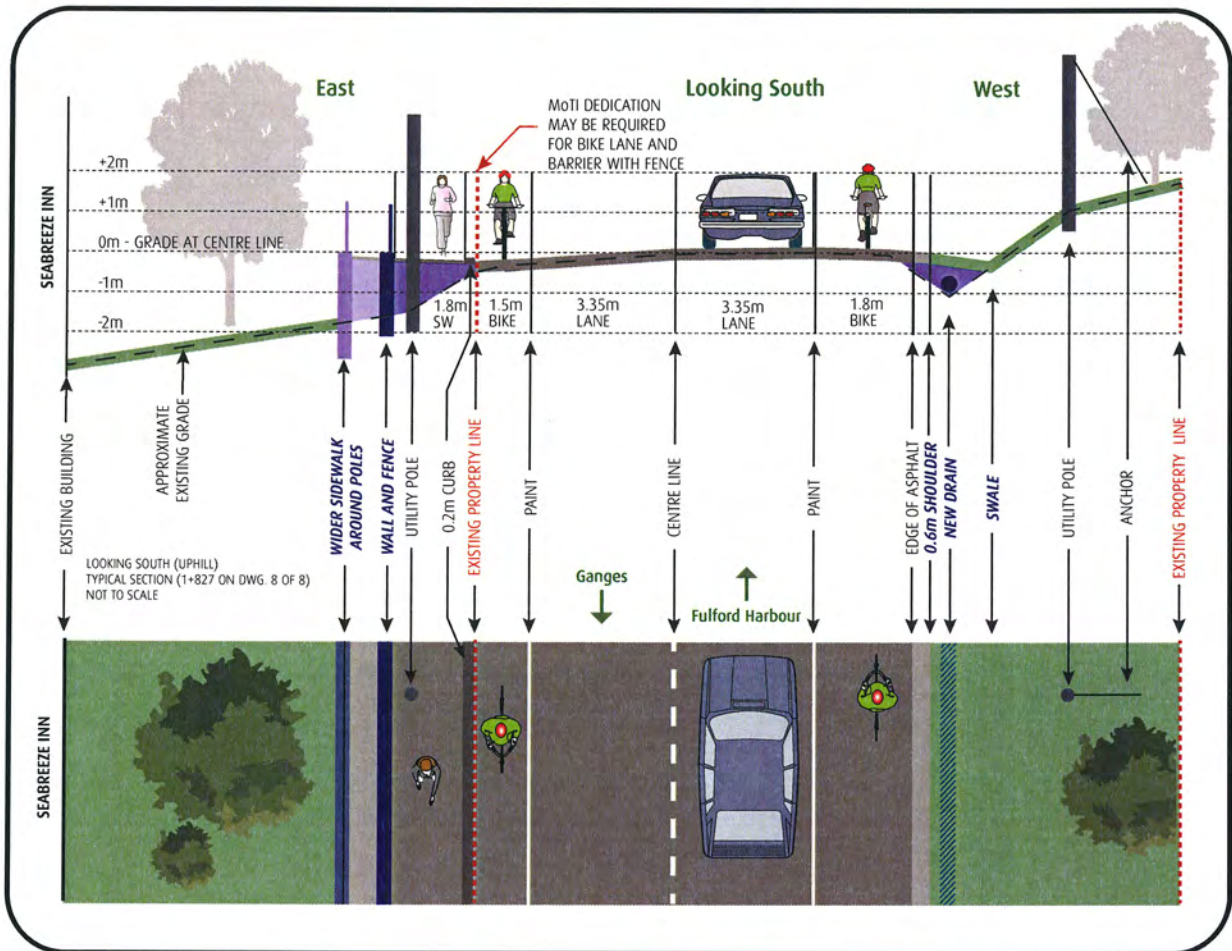 East
Looking South
West
MoTI DEDICATION
MAY BE REQUIRED
FOR BIKE LANE AND
BARRIER WITH FENCE
SEABREEZE INN
+2m
+1m
0m - GRADE AT CENTRE LINE
-1m
-2m
1.8m
SW
1.5m
BIKE
3.35m
LANE
3.35m
LANE
1.8m
BIKE
EXISTING BUILDING
APPROXIMATE
EXISTING GRADE
WIDER SIDEWALK
AROUND POLES
WALL AND FENCE
UTILITY POLE
0.2m CURB
EXISTING PROPERTY LINE
PAINT
CENTRE LINE
PAINT
EDGE OF ASPHALT
0.6m SHOULDER
NEW DRAIN
SWALE
UTILITY POLE
ANCHOR
EXISTING PROPERTY LINE
LOOKING SOUTH (UPHILL)
TYPICAL SECTION (1+827 ON DWG. 8 OF 8)
NOT TO SCALE
Ganges
Fulford Harbour
SEABREEZE INN